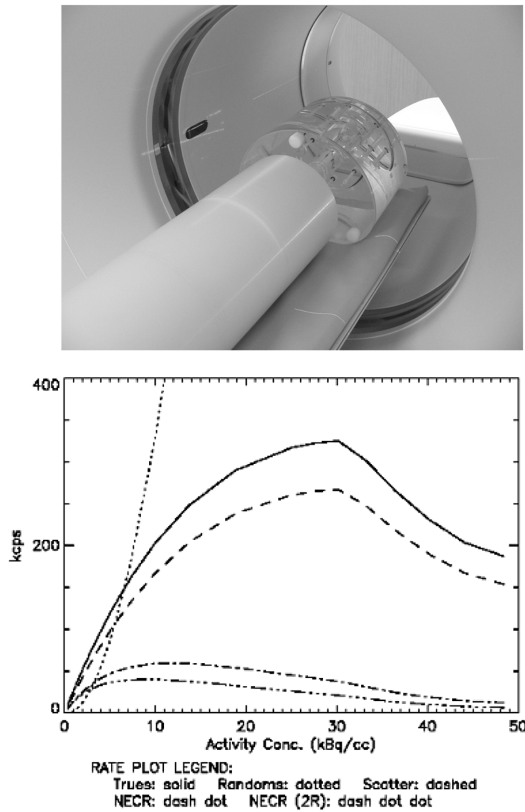 400
kcps
200
0
0 10 20 30 40 50
Activity Conc. (kBq/cc)
RATE PLOT LEGEND:
Trues: solid Randoms: dotted Scatter: dashed
NECR: dash dot NECR (2R): dash dot dot